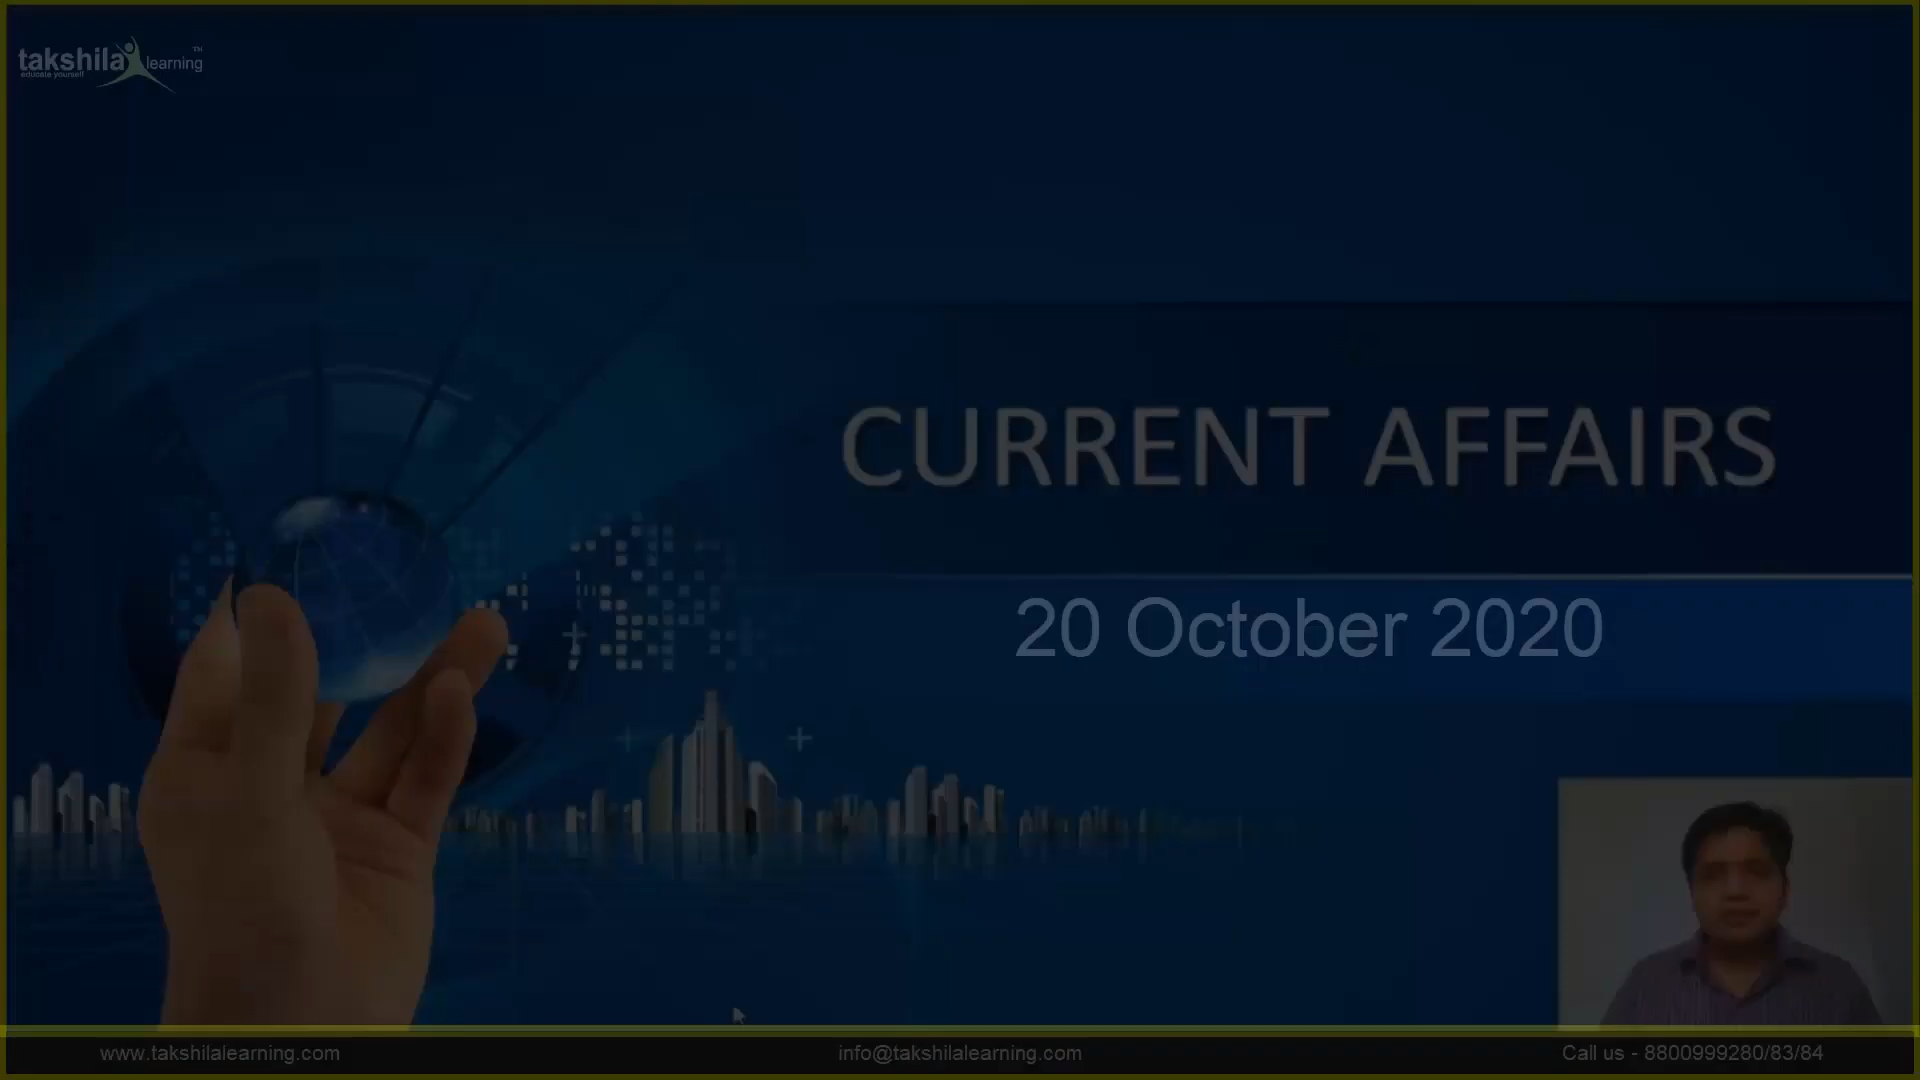 takshila learning™
educate yourself
CURRENT AFFAIRS
20 October 2020
www.takshilalearning.com info@takshilalearning.com Call us - 8800999280/83/84